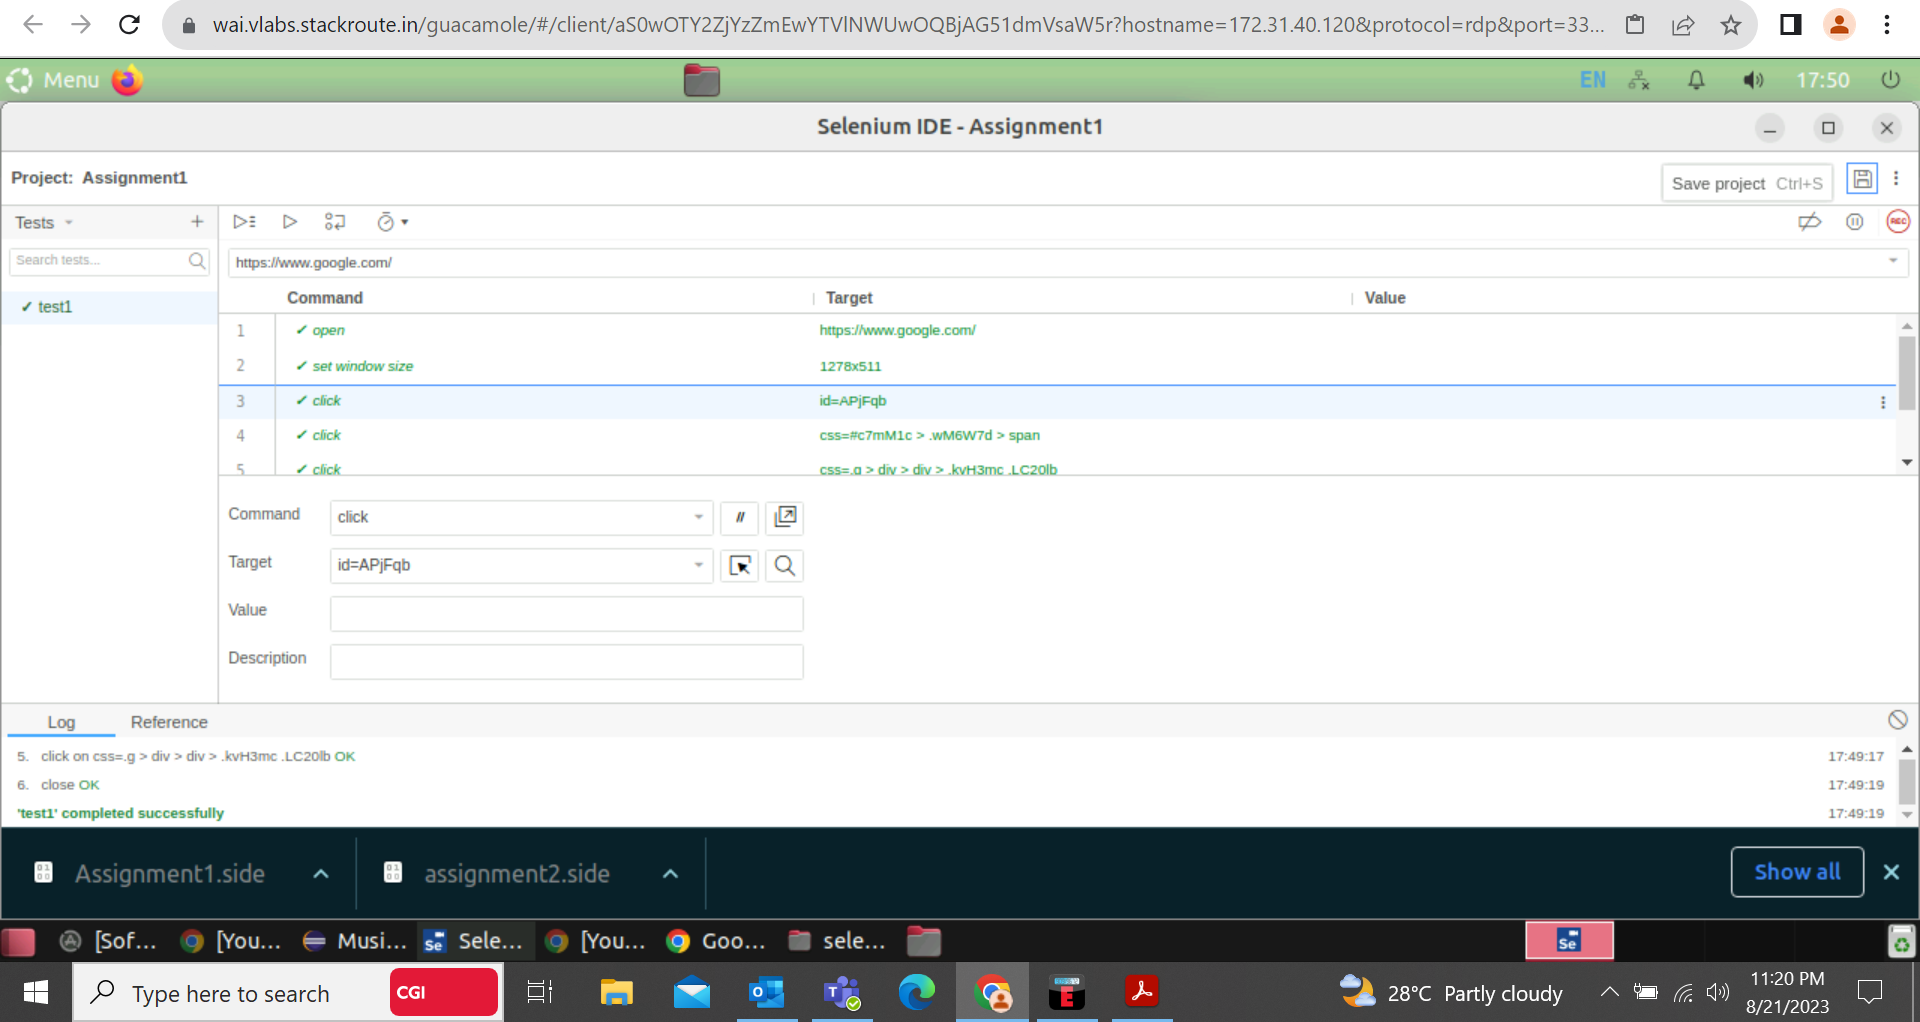 wai.vlabs.stackroute.in/guacamole/#/client/aS0wOTY2ZjYzZmEwYTVlNWUwOQBjAG51dmVsaW5r?hostname=172.31.40.120&protocol=rdp&port=33...
Menu
EN
17:50
Selenium IDE - Assignment1
Project: Assignment1
Save project Ctrl+S
Tests
REC
Search tests...
https://www.google.com/
Command Target Value
✓ test1
1 ✓ open https://www.google.com/
2 ✓ set window size 1278x511
3 ✓ click id=APjFqb
4 ✓ click css=#c7mM1c > .wM6W7d > span
5 ✓ click css=.g > div > div > .kvH3mc .LC20lb
Command click //
Target id=APjFqb
Value
Description
Log Reference
5. click on css=.g > div > div > .kvH3mc .LC20lb OK 17:49:17
6. close OK 17:49:19
'test1' completed successfully 17:49:19
Assignment1.side assignment2.side Show all
[Sof... [You... Musi... Se Sele... [You... Goo... sele... Se
Type here to search CGI
28°C Partly cloudy
11:20 PM
8/21/2023